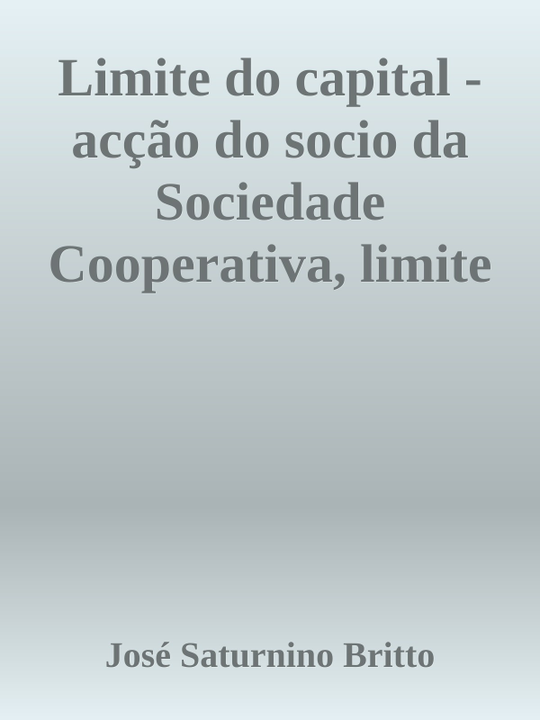 Limite do capital -
acção do socio da
Sociedade
Cooperativa, limite
José Saturnino Britto